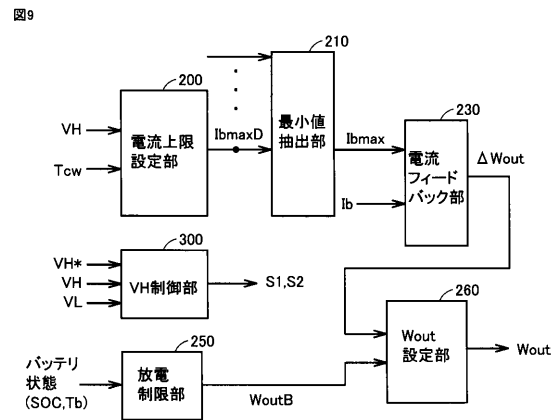 図9
210
200
最小値
抽出部
230
VH
電流上限
設定部
IbmaxD
Ibmax
Tcw
電流
フィード
バック部
ΔWout
Ib
300
VH*
VH
VL
VH制御部
S1,S2
260
Wout
設定部
Wout
250
バッテリ
状態
(SOC,Tb)
放電
制限部
WoutB